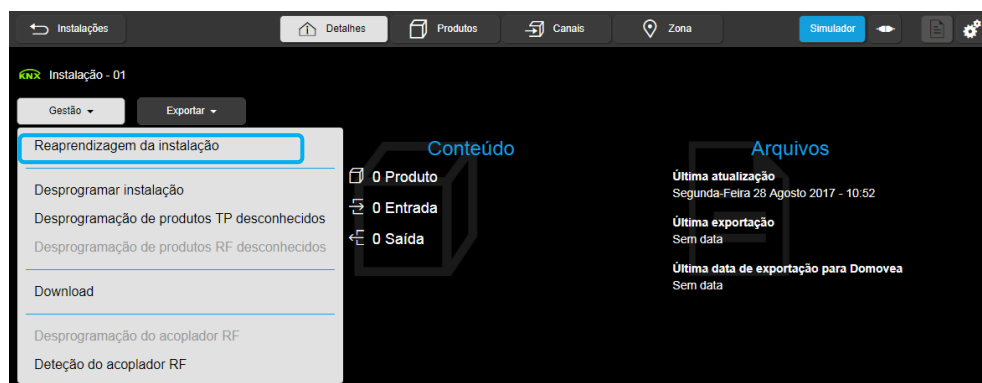 Instalações
Detalhes
Produtos
Canais
Zona
Simulador
KNX Instalação - 01
Gestão
Exportar
Reaprendizagem da instalação
Desprogramar instalação
Desprogramação de produtos TP desconhecidos
Desprogramação de produtos RF desconhecidos
Download
Desprogramação do acoplador RF
Deteção do acoplador RF
Conteúdo
0 Produto
0 Entrada
0 Saída
Arquivos
Última atualização
Segunda-Feira 28 Agosto 2017 - 10:52
Última exportação
Sem data
Última data de exportação para Domovea
Sem data